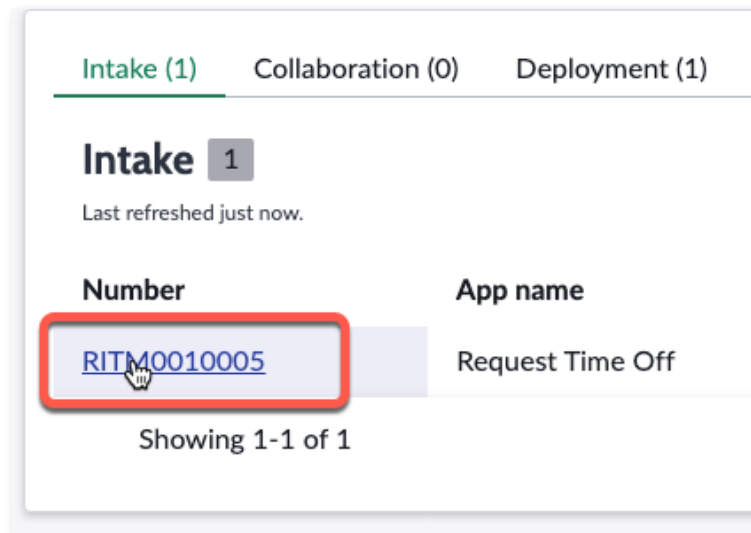 Intake (1) Collaboration (0) Deployment (1)
Intake 1
Last refreshed just now.
Number App name
RITM0010005 Request Time Off
Showing 1-1 of 1